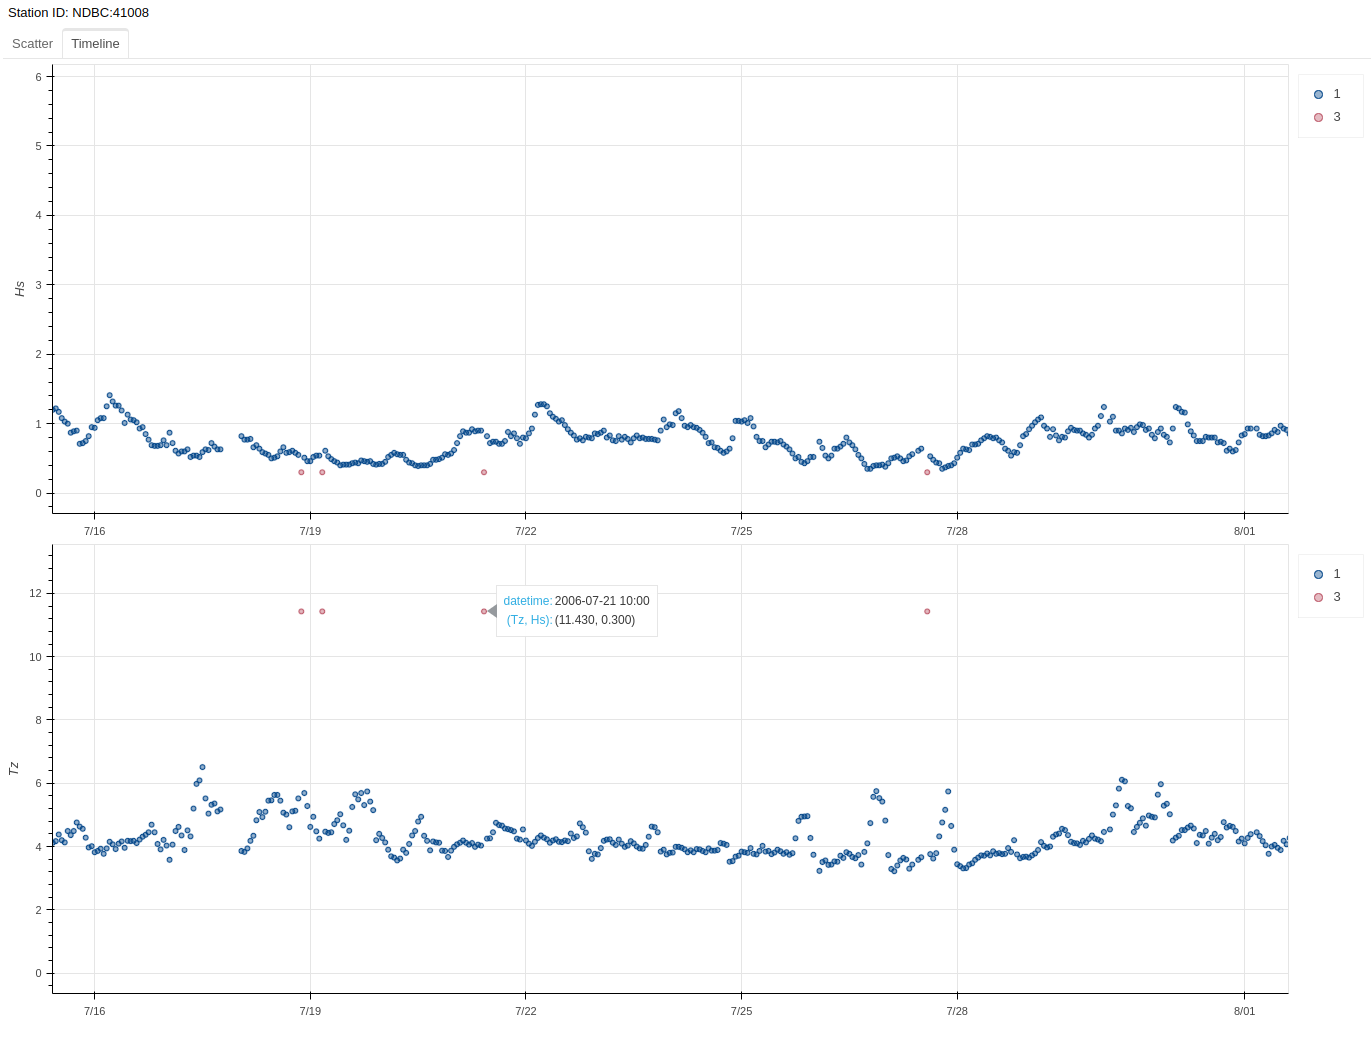 Station ID: NDBC:41008
Scatter Timeline
6
5
4
3
2
1
0
Hs
7/16 7/19 7/22 7/25 7/28 8/01
1
3
12
10
8
6
4
2
0
Tz
datetime: 2006-07-21 10:00
(Tz, Hs): (11.430, 0.300)
7/16 7/19 7/22 7/25 7/28 8/01
1
3